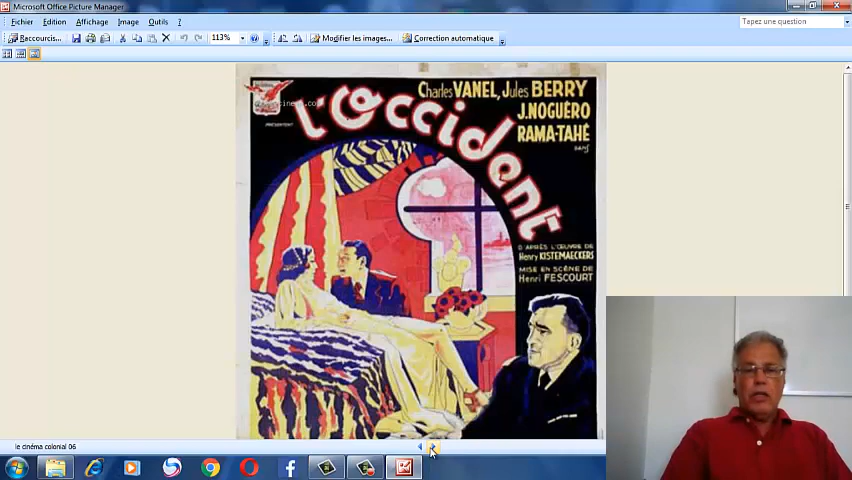 Microsoft Office Picture Manager
Fichier Édition Affichage Image Outils ?
Tapez une question
Raccourcis... 113% Modifier les images... Correction automatique
Charles VANEL, Jules BERRY
J. NOGUÉRO
RAMA-TAHÉ
DANS
PRÉSENTENT
l'Occident
D'APRÈS L'ŒUVRE DE
Henry KISTEMAECKERS
MISE EN SCÈNE DE
Henri FESCOURT
le cinéma colonial 06